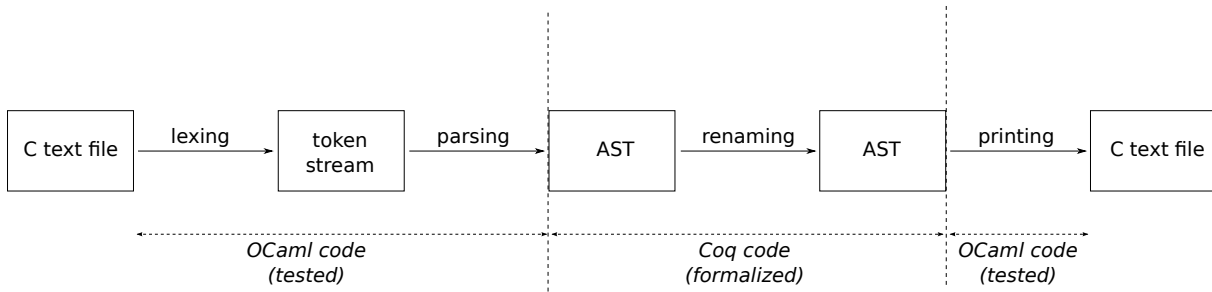 C text file
lexing
token
stream
parsing
AST
renaming
AST
printing
C text file
OCaml code
(tested)
Coq code
(formalized)
OCaml code
(tested)